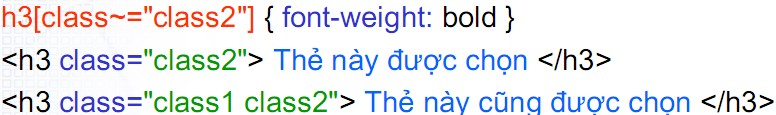 h3[class~="class2"] { font-weight: bold }
<h3 class="class2"> Thẻ này được chọn </h3>
<h3 class="class1 class2"> Thẻ này cũng được chọn </h3>